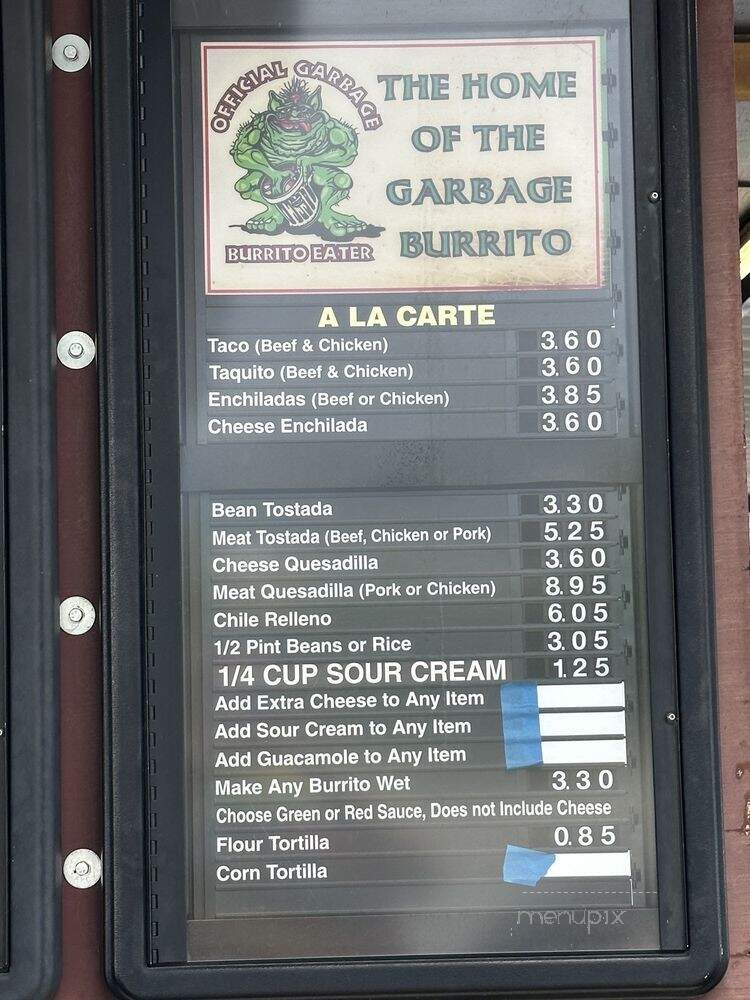 OFFICIAL GARBAGE
BURRITO EATER
THE HOME
OF THE
GARBAGE
BURRITO
A LA CARTE
Taco (Beef & Chicken) 3.60
Taquito (Beef & Chicken) 3.60
Enchiladas (Beef or Chicken) 3.85
Cheese Enchilada 3.60
Bean Tostada 3.30
Meat Tostada (Beef, Chicken or Pork) 5.25
Cheese Quesadilla 3.60
Meat Quesadilla (Pork or Chicken) 8.95
Chile Relleno 6.05
1/2 Pint Beans or Rice 3.05
1/4 CUP SOUR CREAM 1.25
Add Extra Cheese to Any Item
Add Sour Cream to Any Item
Add Guacamole to Any Item
Make Any Burrito Wet 3.30
Choose Green or Red Sauce, Does not Include Cheese
Flour Tortilla 0.85
Corn Tortilla
menupix